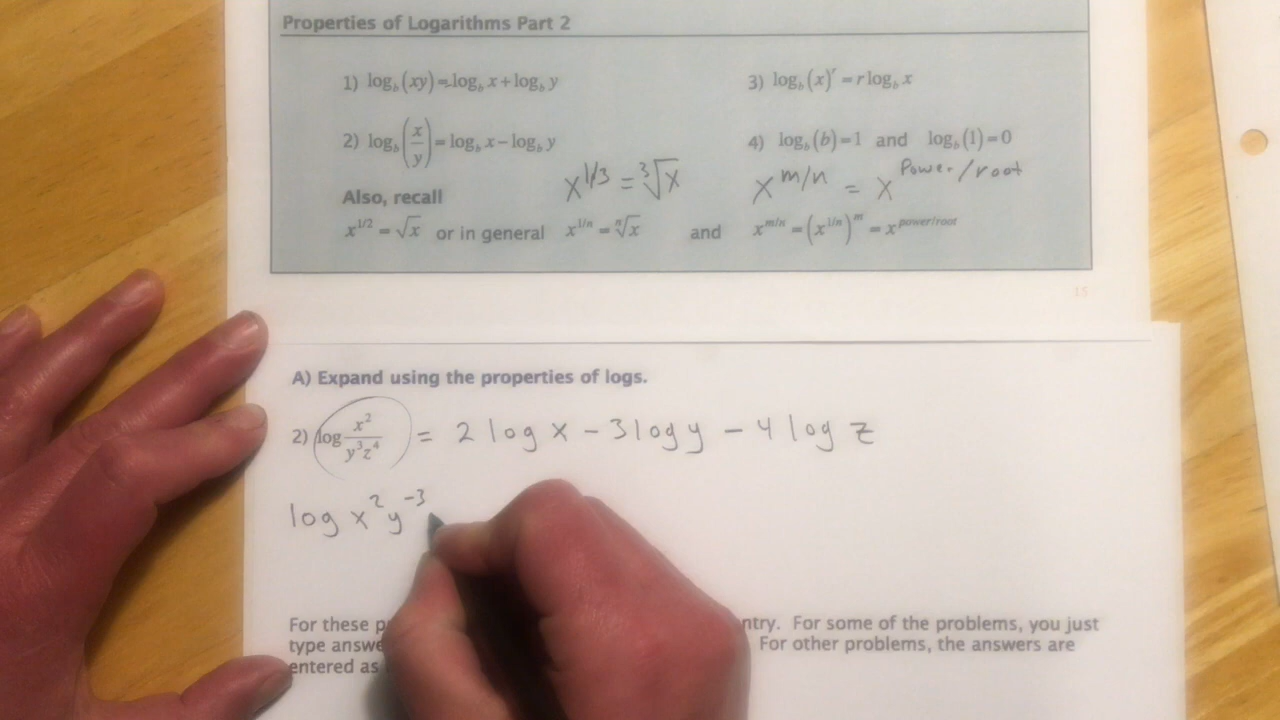 Properties of Logarithms Part 2
1) log_b(xy)=log_b x+log_b y
3) log_b(x)^r=r log_b x
2) log_b(x/y)=log_b x−log_b y
4) log_b(b)=1 and log_b(1)=0
x^1/3 = ∛x
x^m/n = x^Power/root
Also, recall
x^1/2 = √x or in general x^1/n = ⁿ√x and x^m/n = (x^1/n)^m = x^power/root
15
A) Expand using the properties of logs.
2) log x²/y³z⁴ = 2 log x − 3 log y − 4 log z
log x² y⁻³
For these ntry. For some of the problems, you just
type For other problems, the answers are
entered as